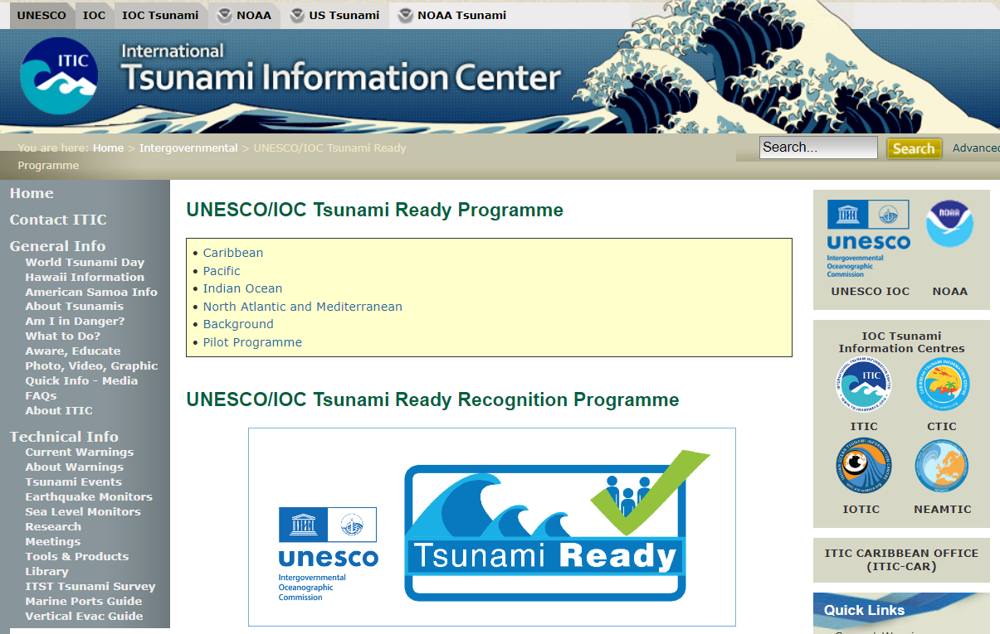 UNESCO IOC IOC Tsunami NOAA US Tsunami NOAA Tsunami
ITIC
International
Tsunami Information Center
You are here: Home > Intergovernmental > UNESCO/IOC Tsunami Ready
Programme
Search... Search Advanced
Home
Contact ITIC
General Info
World Tsunami Day
Hawaii Information
American Samoa Info
About Tsunamis
Am I in Danger?
What to Do?
Aware, Educate
Photo, Video, Graphic
Quick Info - Media
FAQs
About ITIC
Technical Info
Current Warnings
About Warnings
Tsunami Events
Earthquake Monitors
Sea Level Monitors
Research
Meetings
Tools & Products
Library
ITST Tsunami Survey
Marine Ports Guide
Vertical Evac Guide
UNESCO/IOC Tsunami Ready Programme
• Caribbean
• Pacific
• Indian Ocean
• North Atlantic and Mediterranean
• Background
• Pilot Programme
UNESCO/IOC Tsunami Ready Recognition Programme
unesco
Intergovernmental
Oceanographic
Commission
Tsunami Ready
unesco
Intergovernmental
Oceanographic
Commission
NOAA
UNESCO IOC NOAA
IOC Tsunami
Information Centres
ITIC
ITIC CTIC
IOTIC NEAMTIC
ITIC CARIBBEAN OFFICE
(ITIC-CAR)
Quick Links